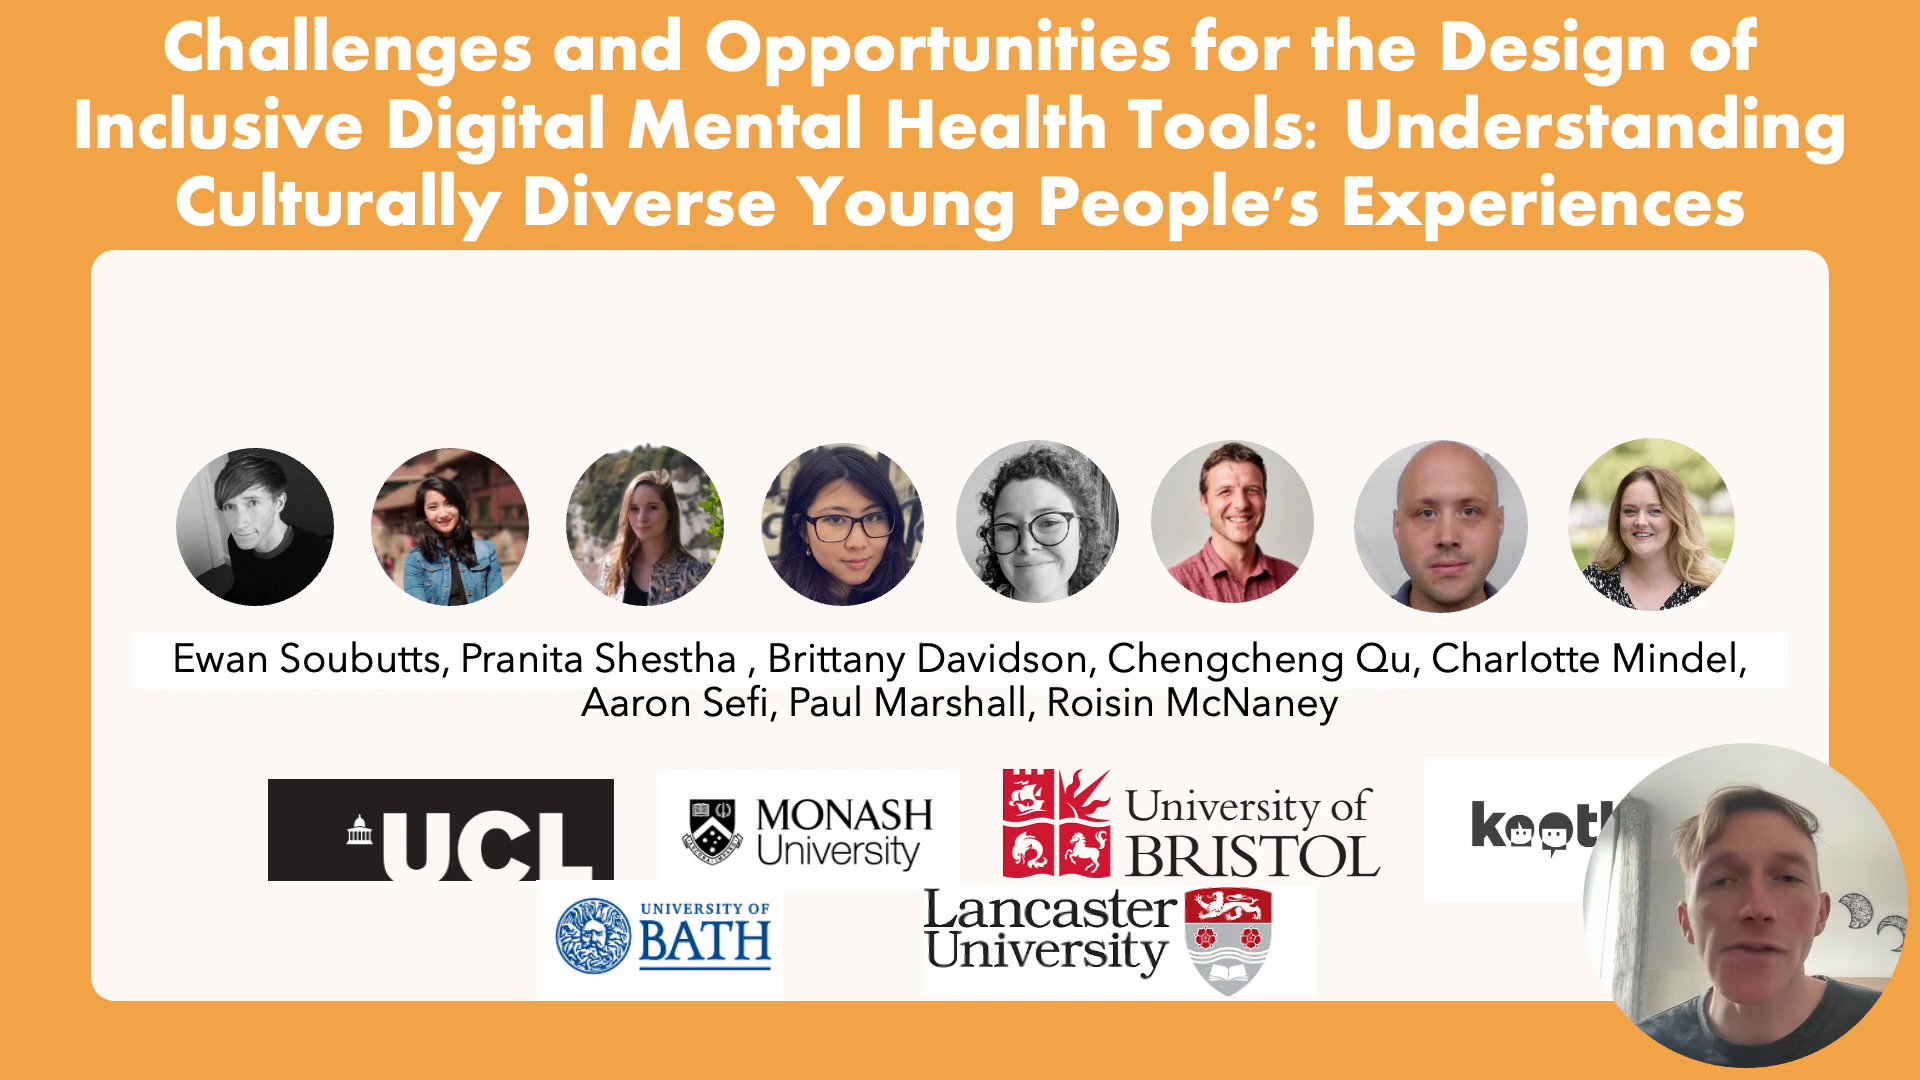 Challenges and Opportunities for the Design of
Inclusive Digital Mental Health Tools: Understanding
Culturally Diverse Young People's Experiences
Ewan Soubutts, Pranita Shestha , Brittany Davidson, Chengcheng Qu, Charlotte Mindel,
Aaron Sefi, Paul Marshall, Roisin McNaney
UCL
MONASH
University
University of
BRISTOL
UNIVERSITY OF
BATH
Lancaster
University